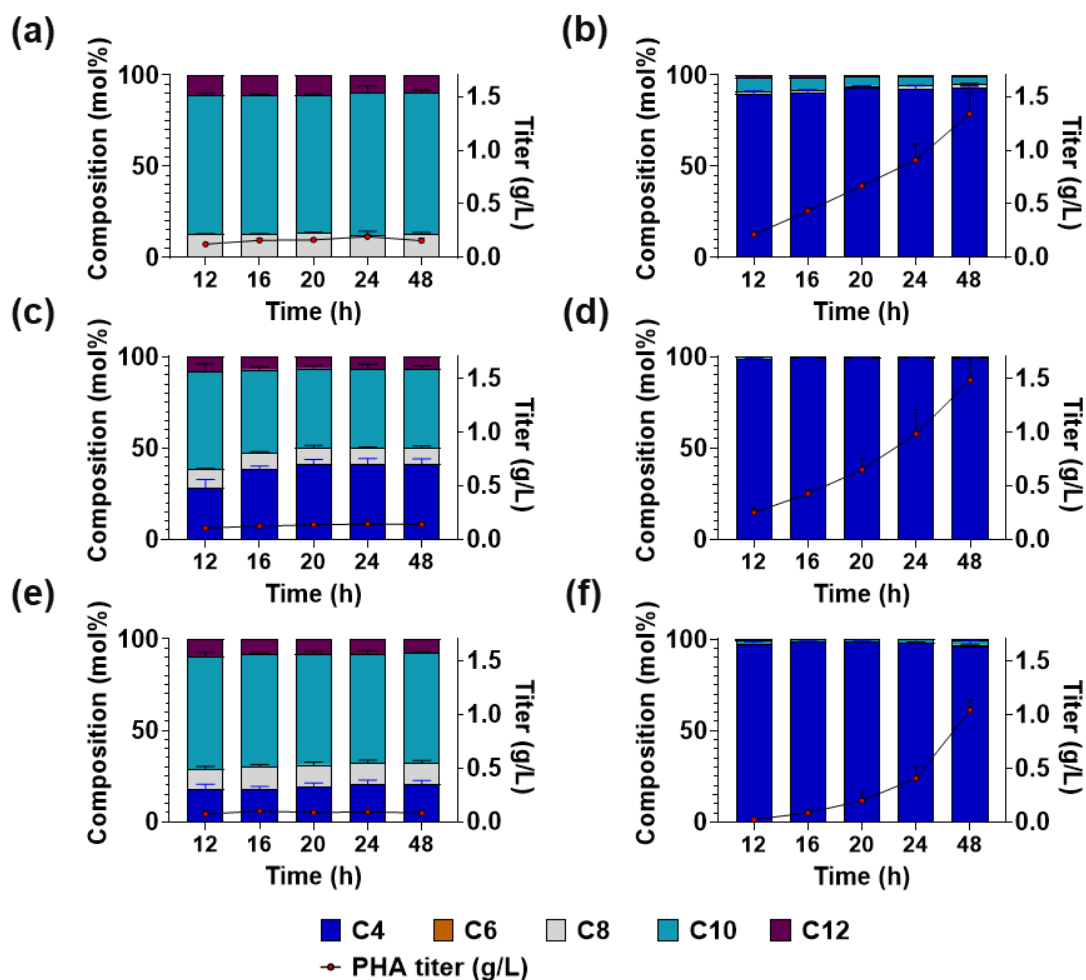 (a)
Composition (mol%)
100
50
0
1.5
1.0
0.5
0.0
Titer (g/L)
12 16 20 24 48
Time (h)
(b)
Composition (mol%)
100
50
0
1.5
1.0
0.5
0.0
Titer (g/L)
12 16 20 24 48
Time (h)
(c)
Composition (mol%)
100
50
0
1.5
1.0
0.5
0.0
Titer (g/L)
12 16 20 24 48
Time (h)
(d)
Composition (mol%)
100
50
0
1.5
1.0
0.5
0.0
Titer (g/L)
12 16 20 24 48
Time (h)
(e)
Composition (mol%)
100
50
0
1.5
1.0
0.5
0.0
Titer (g/L)
12 16 20 24 48
Time (h)
(f)
Composition (mol%)
100
50
0
1.5
1.0
0.5
0.0
Titer (g/L)
12 16 20 24 48
Time (h)
C4 C6 C8 C10 C12
PHA titer (g/L)